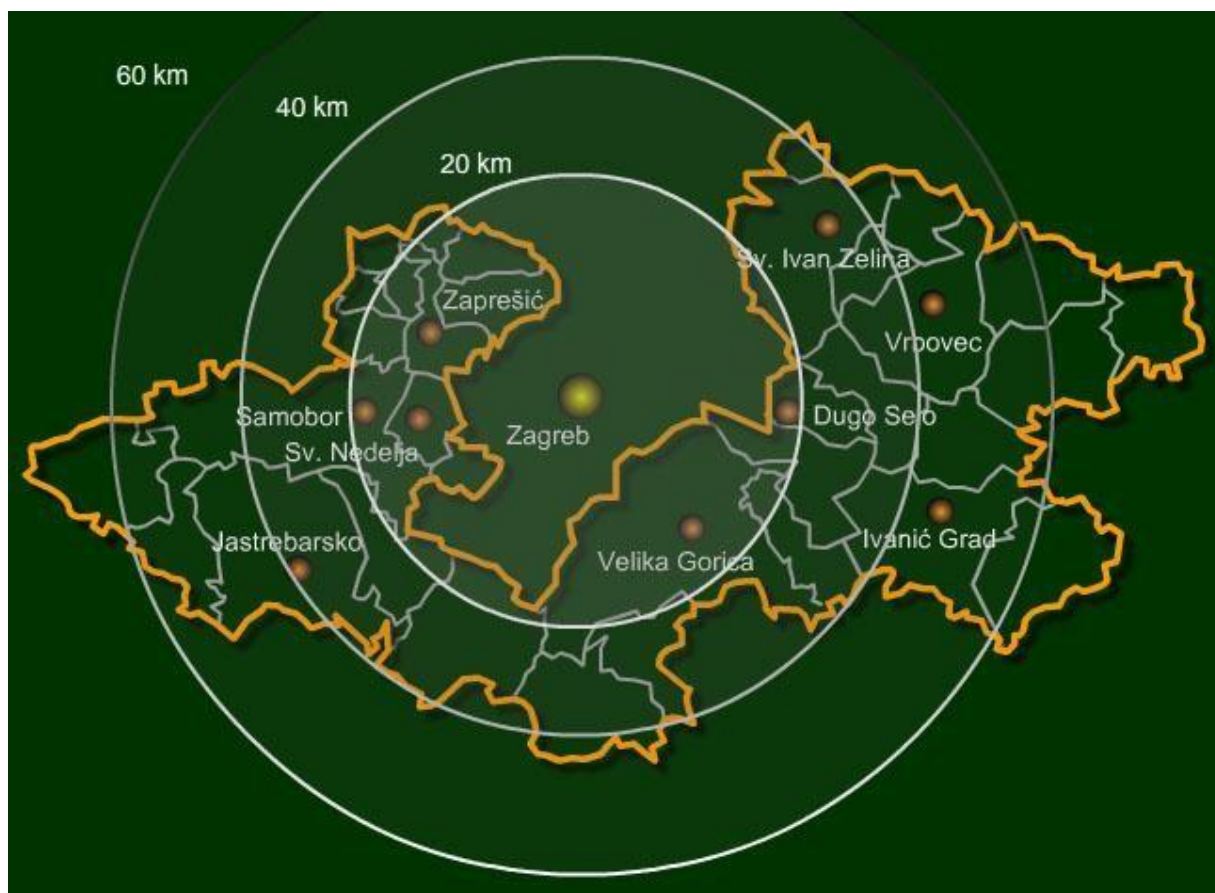 60 km
40 km
20 km
Sv. Ivan Zelina
Zaprešić
Vrbovec
Samobor
Dugo Selo
Zagreb
Sv. Nedelja
Jastrebarsko
Ivanić Grad
Velika Gorica